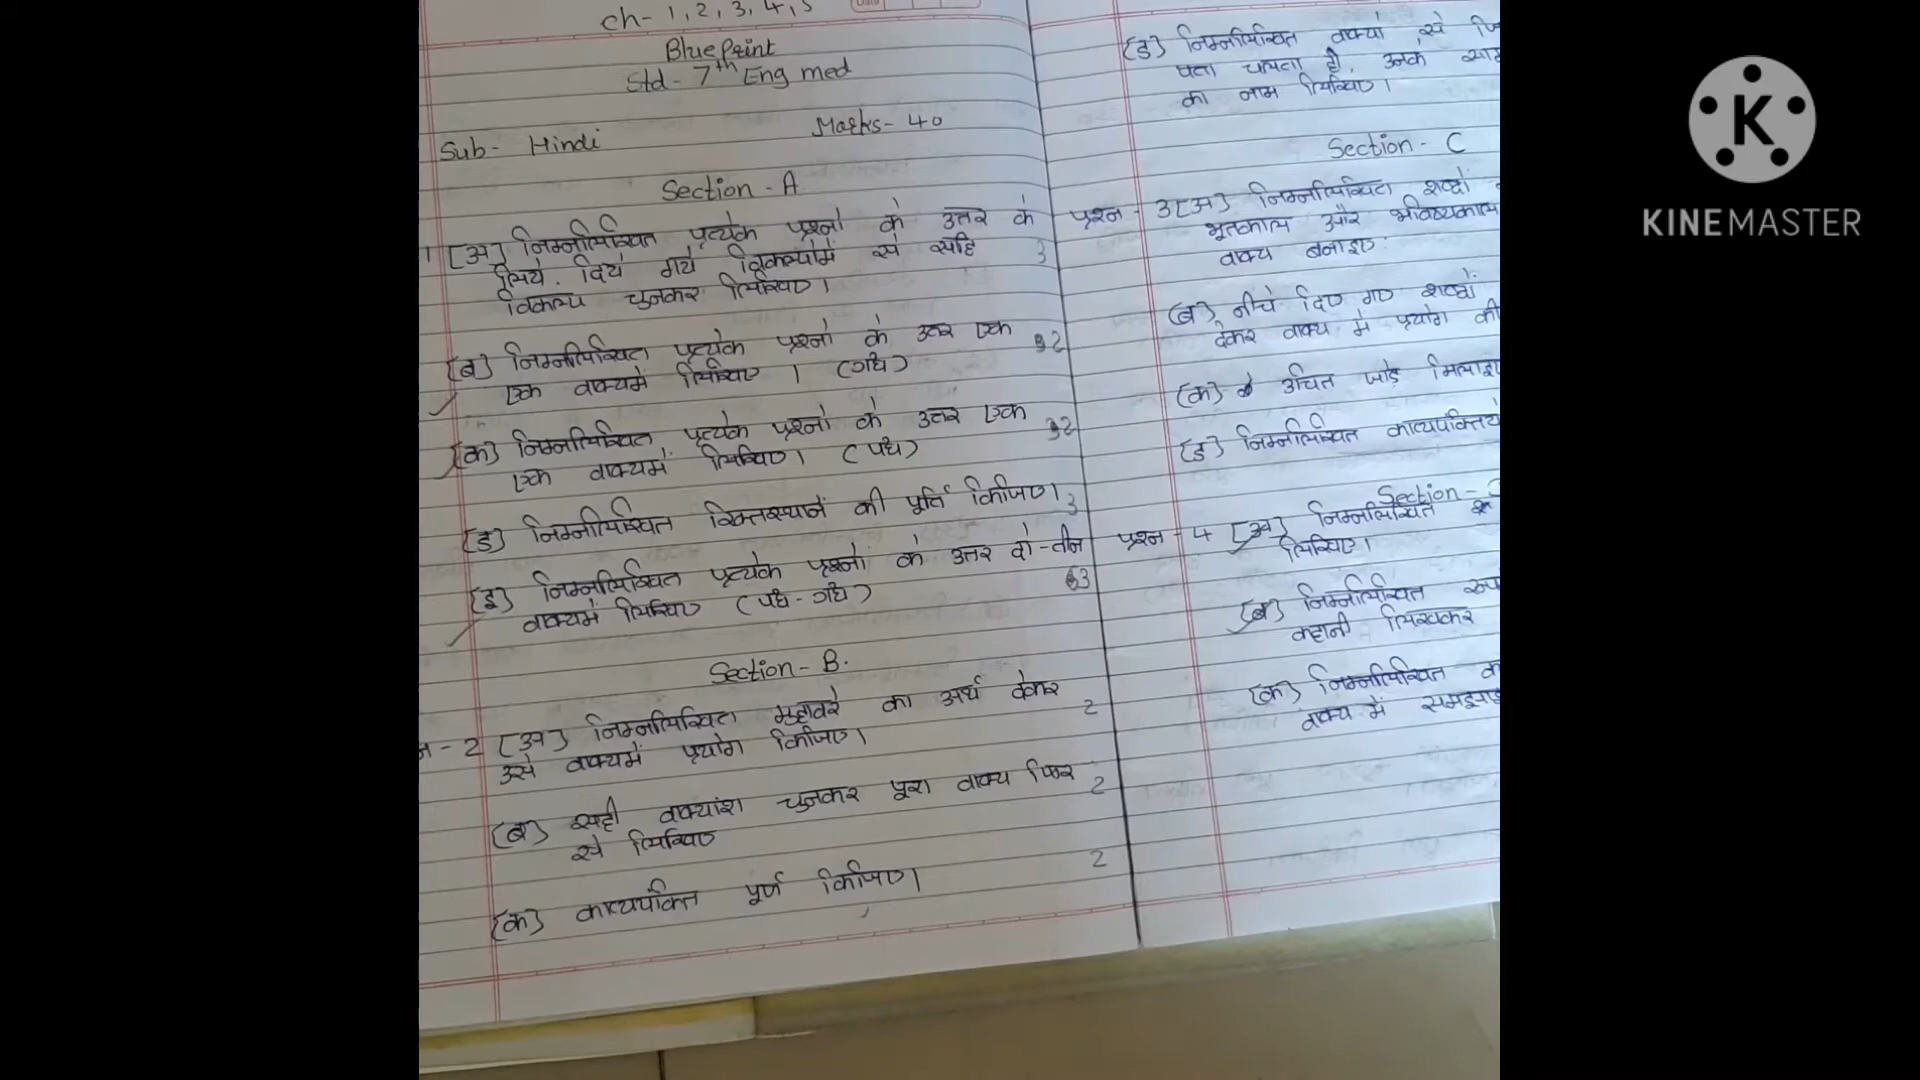 ch- 1, 2, 3, 4, 5
Blue Print
Std- 7th Eng med
Sub- Hindi
Marks- 40
Section - A
1 [अ] निम्नलिखित प्रत्येक प्रश्नो के उत्तर के
लिये दिये गये विकल्पोमें से सहि 3
विकल्प चुनकर लिखिए।
[ब] निम्नलिखित प्रत्येक प्रश्नो के उत्तर एक 2
एक वाक्यमें लिखिए। (गद्य)
[क] निम्नलिखित प्रत्येक प्रश्नो के उत्तर एक 2
एक वाक्यमें लिखिए। (पद्य)
[ड] निम्नलिखित रिक्तस्थानें की पूर्ति किजिए। 3
[इ] निम्नलिखित प्रत्येक प्रश्नों के उत्तर दो-तीन
वाक्यमें लिखिए (पद्य-गद्य) 3
Section - B.
2 [अ] निम्नलिखित मुहावरे का अर्थ देकर 2
उसे वाक्यमें प्रयोग किजिए।
[ब] सही वाक्यांश चुनकर पूरा वाक्य फिर 2
से लिखिए
[क] काव्यपंक्ति पूर्ण किजिए। 2
[ड] निम्नलिखित वाक्यो से
पता चलता है, उनके
का नाम लिखिए।
Section - C
प्रश्न - 3 [अ] निम्नलिखित शब्दों
भूतकाल और भविष्यकाल
वाक्य बनाइए:
[ब] नीचे दिए गए शब्दों
देकर वाक्य में प्रयोग
[क] उचित जोडे
[ड] निम्नलिखित
Section -
प्रश्न - 4 [अ] निम्नलिखित
लिखिए।
[ब] निम्नलिखित
कहानी लिखकर
[क] निम्नलिखित
वाक्य में
K
KINEMASTER